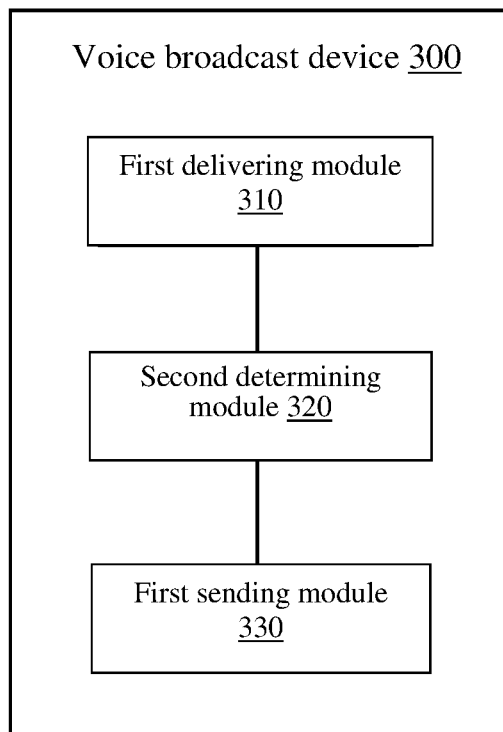 Voice broadcast device 300
First delivering module
310
Second determining
module 320
First sending module
330